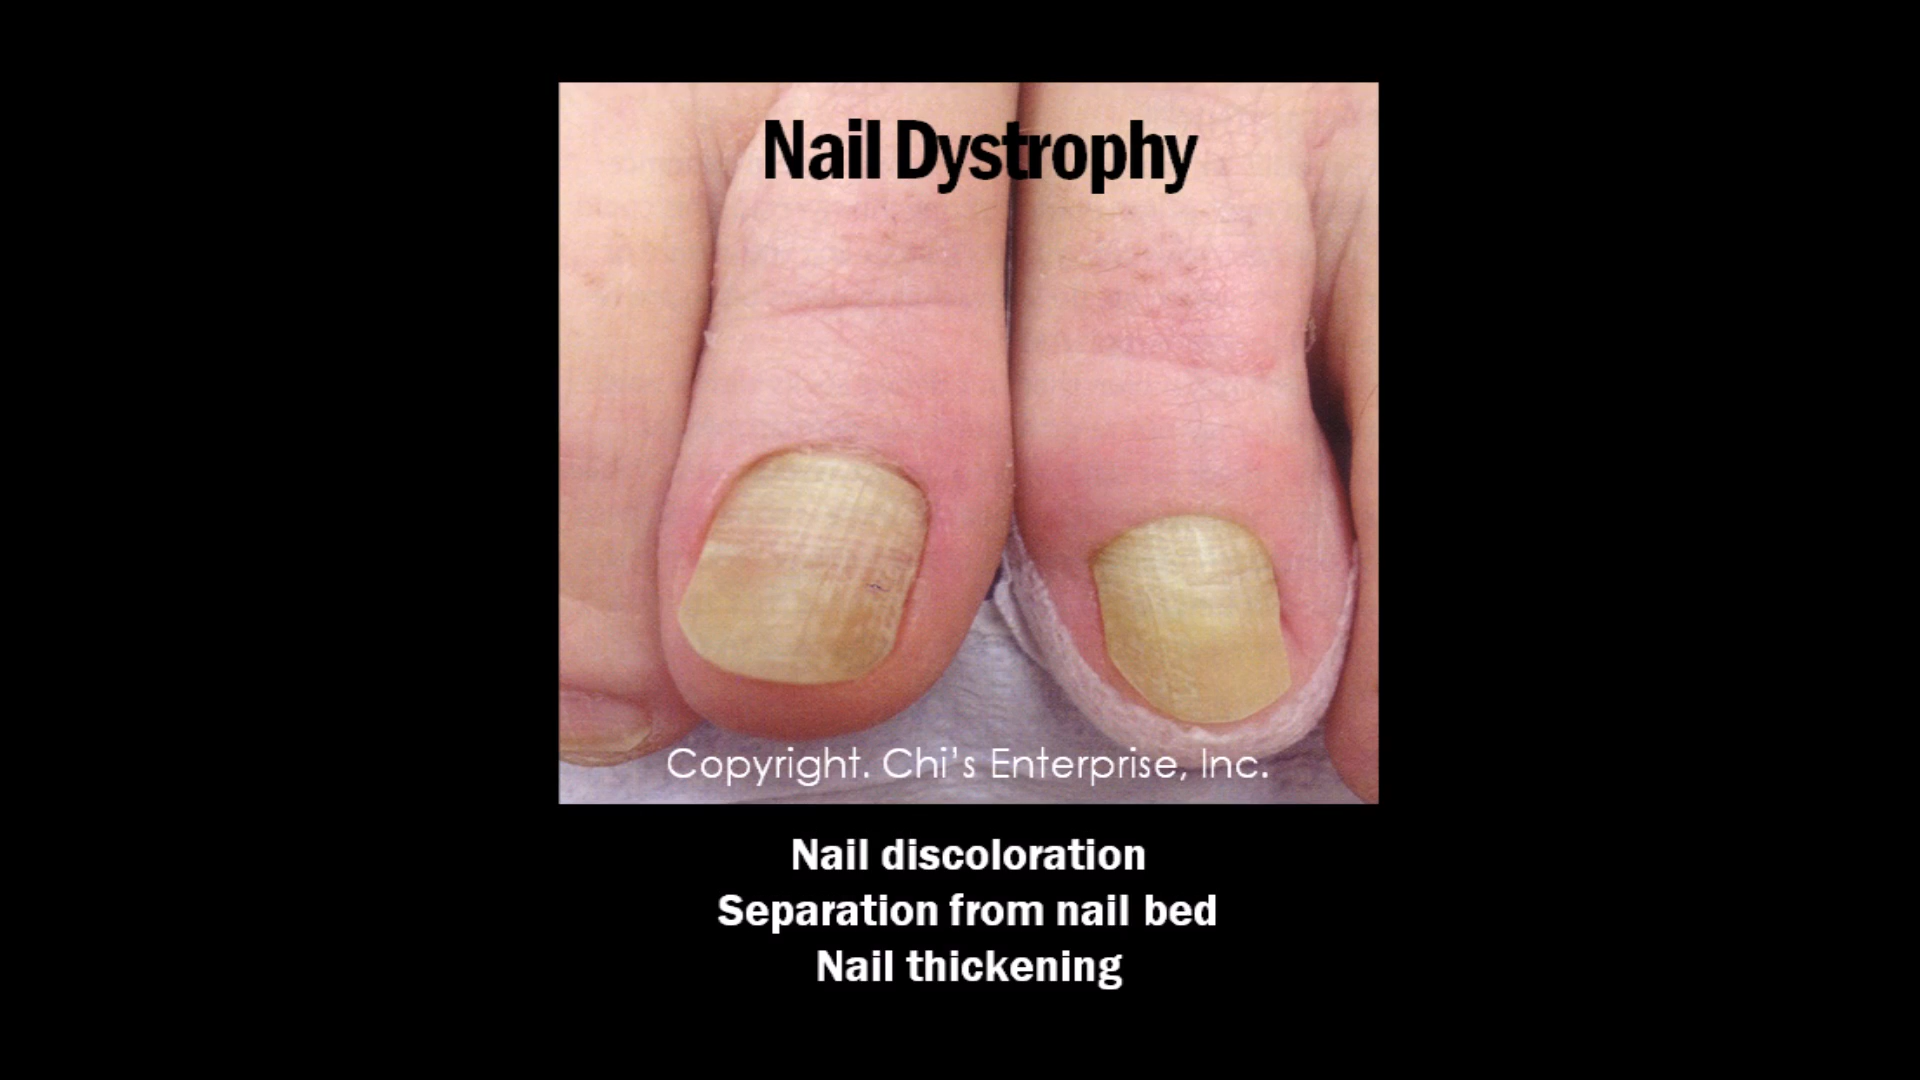 Nail Dystrophy
Copyright. Chi's Enterprise, Inc.
Nail discoloration
Separation from nail bed
Nail thickening